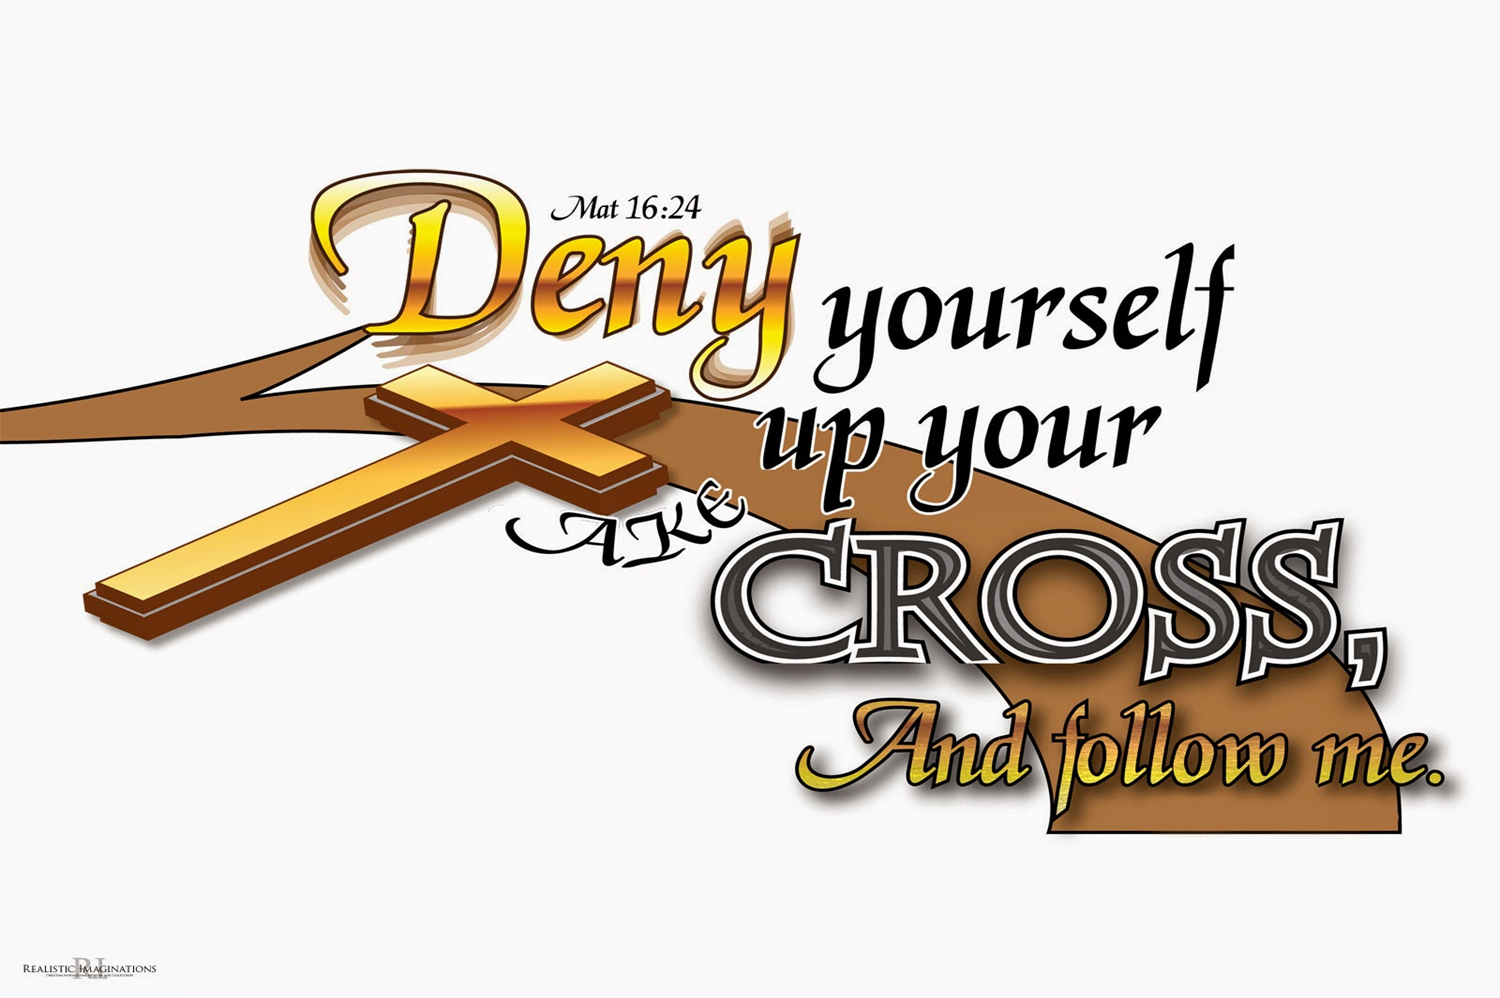 Mat 16:24
Deny yourself
AKE up your
CROSS,
And follow me.
REALISTIC IMAGINATIONS
R.I